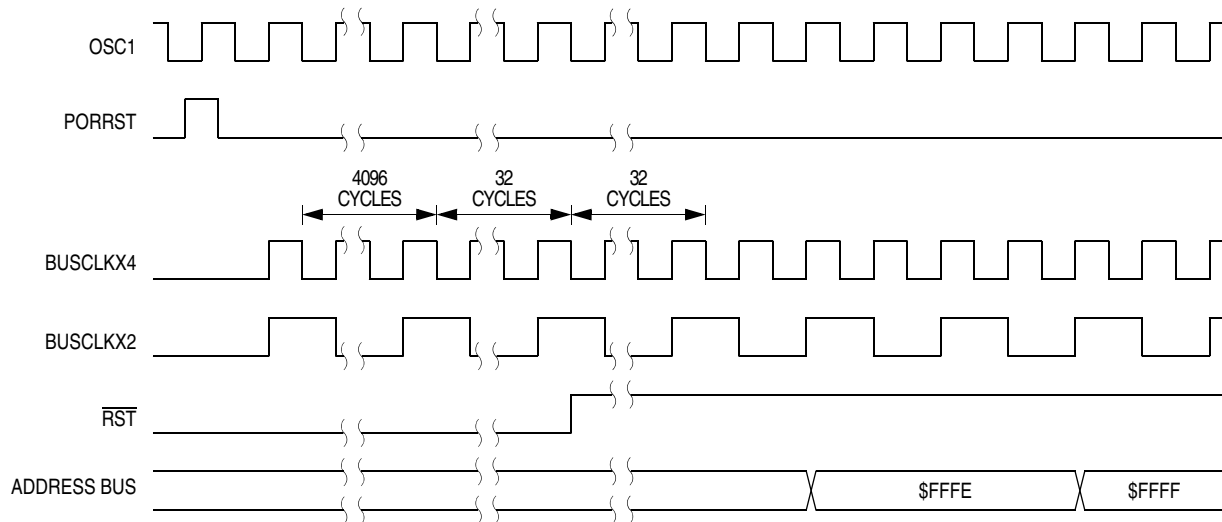 OSC1
PORRST
4096
CYCLES
32
CYCLES
32
CYCLES
BUSCLKX4
BUSCLKX2
RST
ADDRESS BUS
$FFFE
$FFFF